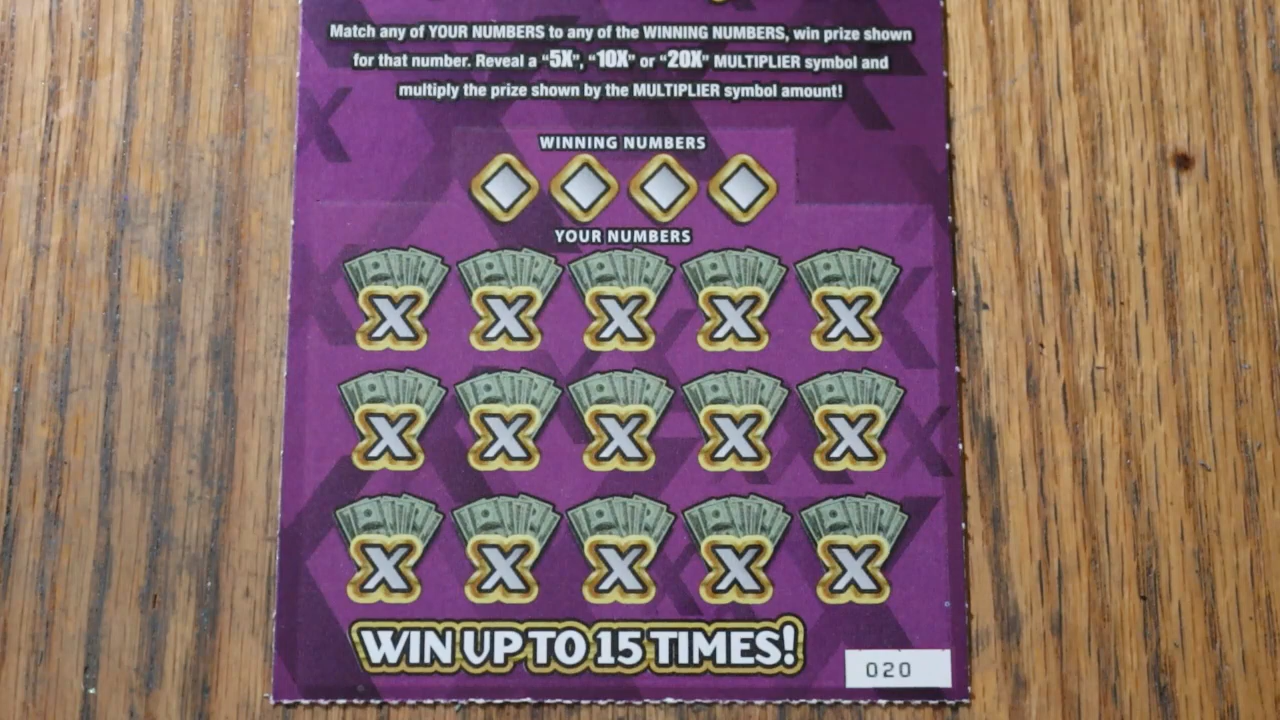 Match any of YOUR NUMBERS to any of the WINNING NUMBERS, win prize shown
for that number. Reveal a "5X", "10X" or "20X" MULTIPLIER symbol and
multiply the prize shown by the MULTIPLIER symbol amount!
WINNING NUMBERS
YOUR NUMBERS
X X X X X
X X X X X
X X X X X
WIN UP TO 15 TIMES!
020